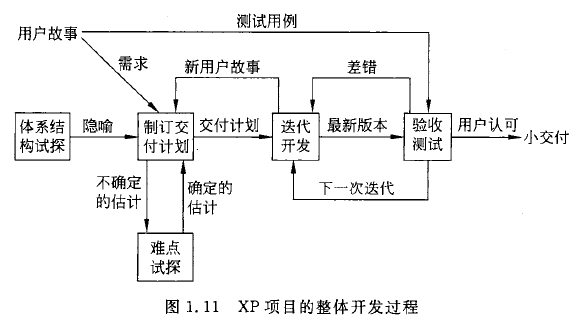 测试用例
用户故事
需求
新用户故事
差错
体系结
构试探
隐喻
制订交
付计划
交付计划
迭代
开发
最新版本
验收
测试
用户认可
小交付
不确定
的估计
确定的
估计
下一次迭代
难点
试探
图 1.11 XP 项目的整体开发过程